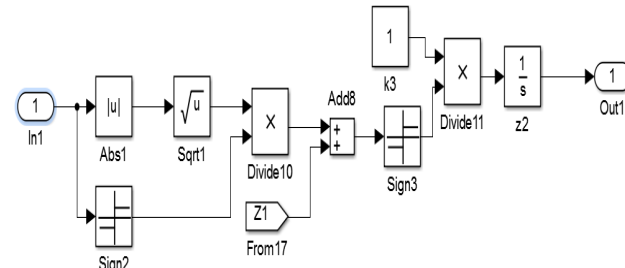 1
In1
|u|
Abs1
√u
Sqrt1
Sign2
×
Divide10
Z1
From17
Add8
+
+
Sign3
1
k3
×
Divide11
1
s
z2
1
Out1